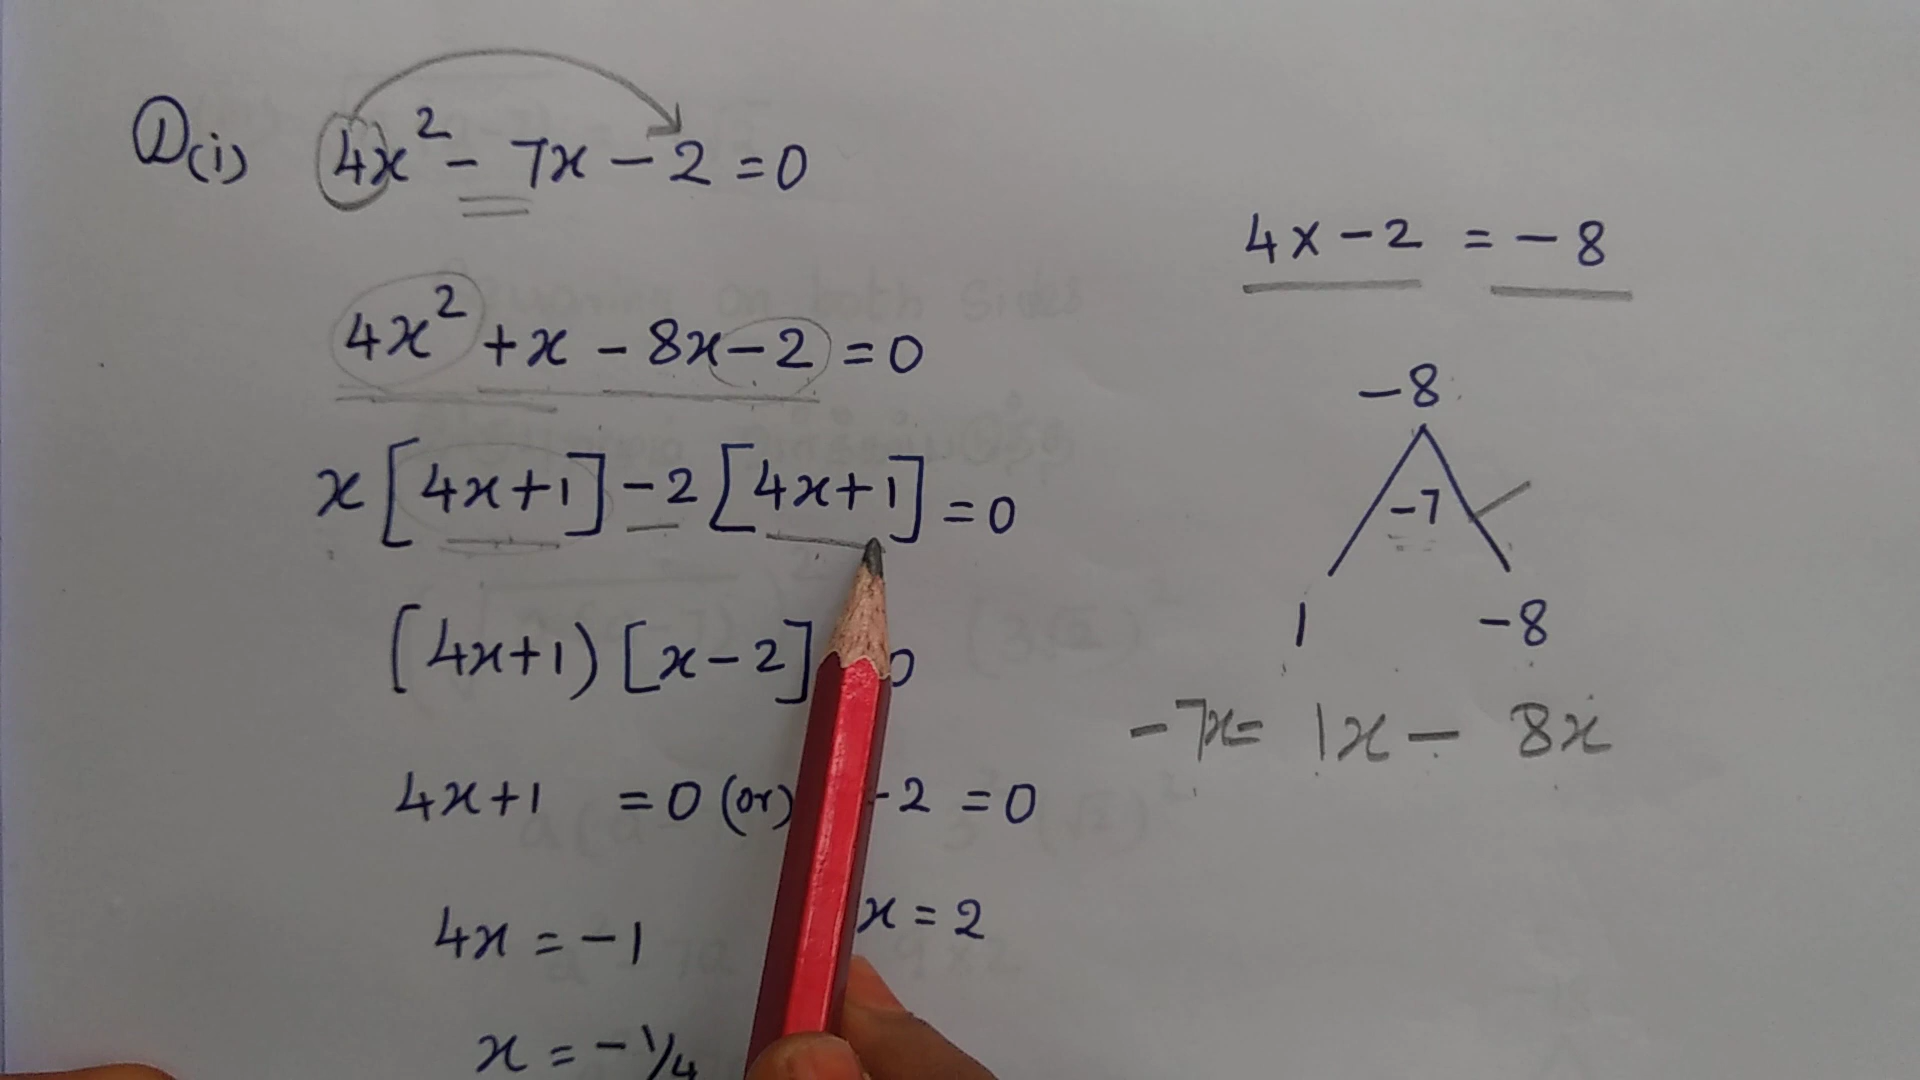 ① (i) 4x² - 7x - 2 = 0
4x² + x - 8x - 2 = 0
x [4x+1] - 2 [4x+1] = 0
(4x+1) [x-2] 0
4x+1 = 0 (or) -2 = 0
4x = -1
x = 2
x = -1/4
4 x -2 = -8
-8
-7
1 -8
-7x = 1x - 8x